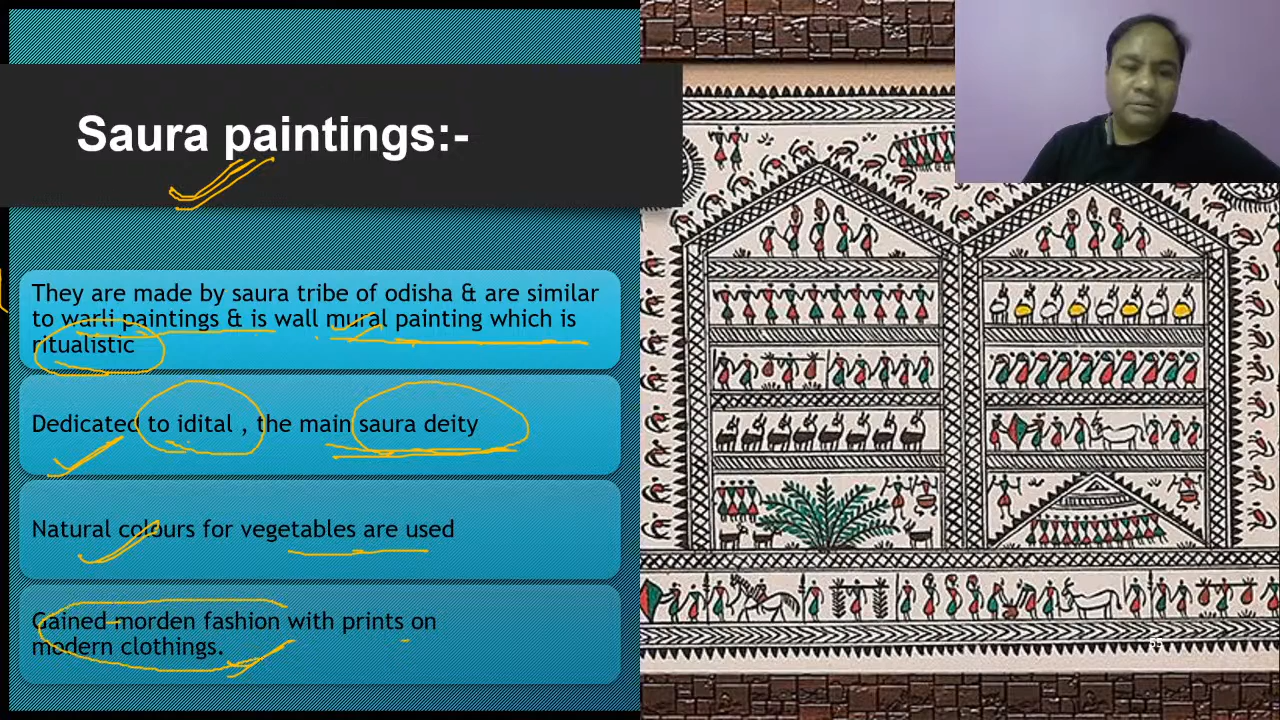 Saura paintings:-
They are made by saura tribe of odisha & are similar
to warli paintings & is wall mural painting which is
ritualistic
Dedicated to idital , the main saura deity
Natural colours for vegetables are used
Gained morden fashion with prints on
modern clothings.